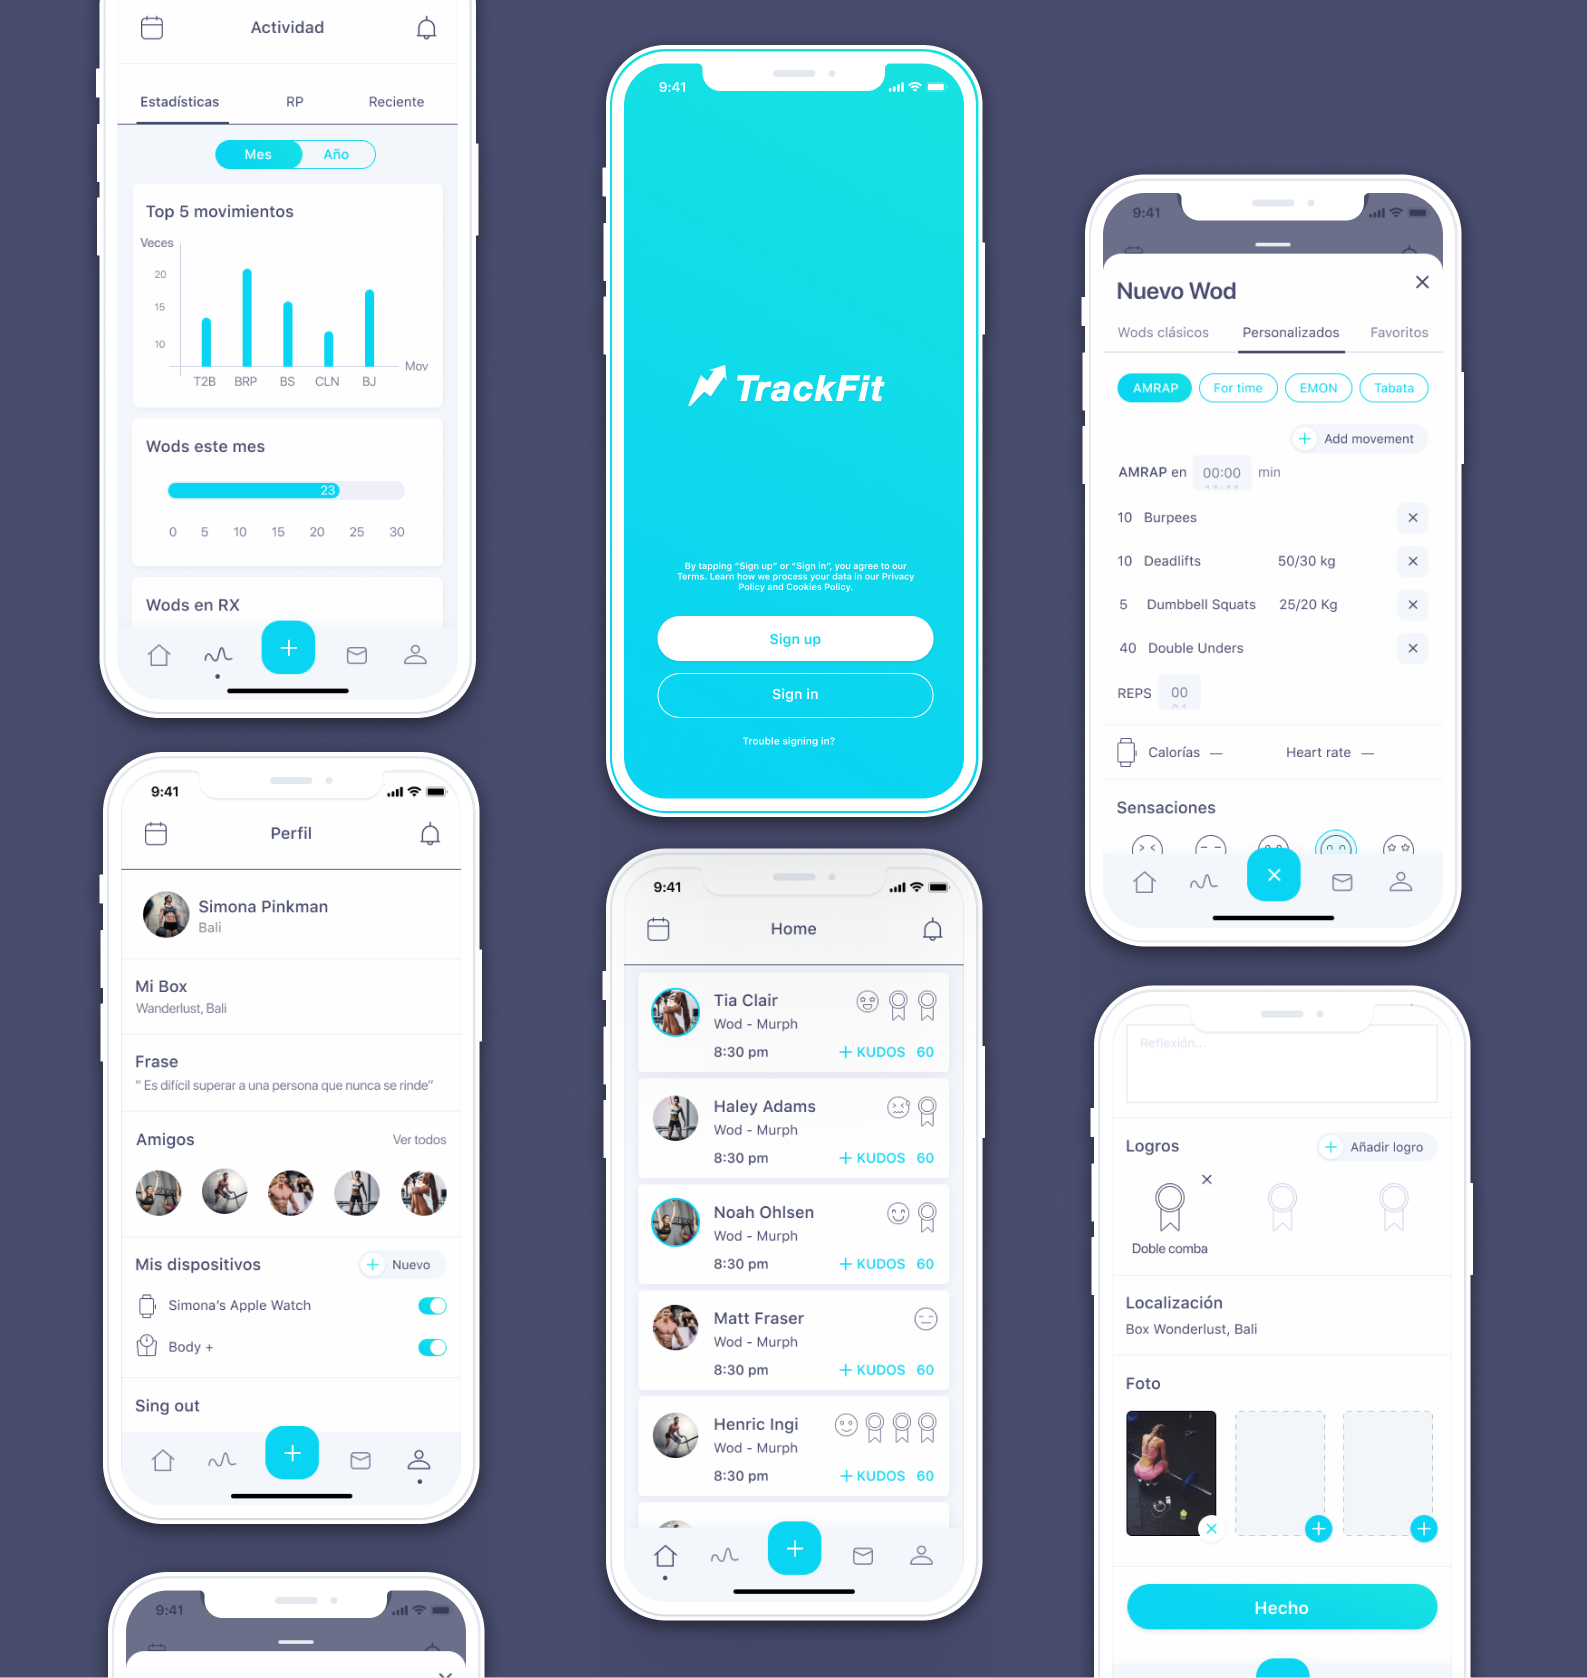 Actividad
Estadísticas RP Reciente
Mes Año
Top 5 movimientos
Veces
20
15
10
Mov
T2B BRP BS CLN BJ
Wods este mes
23
0 5 10 15 20 25 30
Wods en RX
9:41
Perfil
Simona Pinkman
Bali
Mi Box
Wanderlust, Bali
Frase
“ Es difícil superar a una persona que nunca se rinde”
Amigos Ver todos
Mis dispositivos Nuevo
Simona’s Apple Watch
Body +
Sing out
9:41
9:41
TrackFit
By tapping “Sign up” or “Sign in”, you agree to our
Terms. Learn how we process your data in our Privacy
Policy and Cookies Policy.
Sign up
Sign in
Trouble signing in?
9:41
Home
Tia Clair
Wod - Murph
8:30 pm + KUDOS 60
Haley Adams
Wod - Murph
8:30 pm + KUDOS 60
Noah Ohlsen
Wod - Murph
8:30 pm + KUDOS 60
Matt Fraser
Wod - Murph
8:30 pm + KUDOS 60
Henric Ingi
Wod - Murph
8:30 pm + KUDOS 60
9:41
Nuevo Wod
Wods clásicos Personalizados Favoritos
AMRAP For time EMON Tabata
Add movement
AMRAP en 00:00 min
10 Burpees
10 Deadlifts 50/30 kg
5 Dumbbell Squats 25/20 Kg
40 Double Unders
REPS 00
Calorías — Heart rate —
Sensaciones
Reflexión...
Logros Añadir logro
Doble comba
Localización
Box Wonderlust, Bali
Foto
Hecho